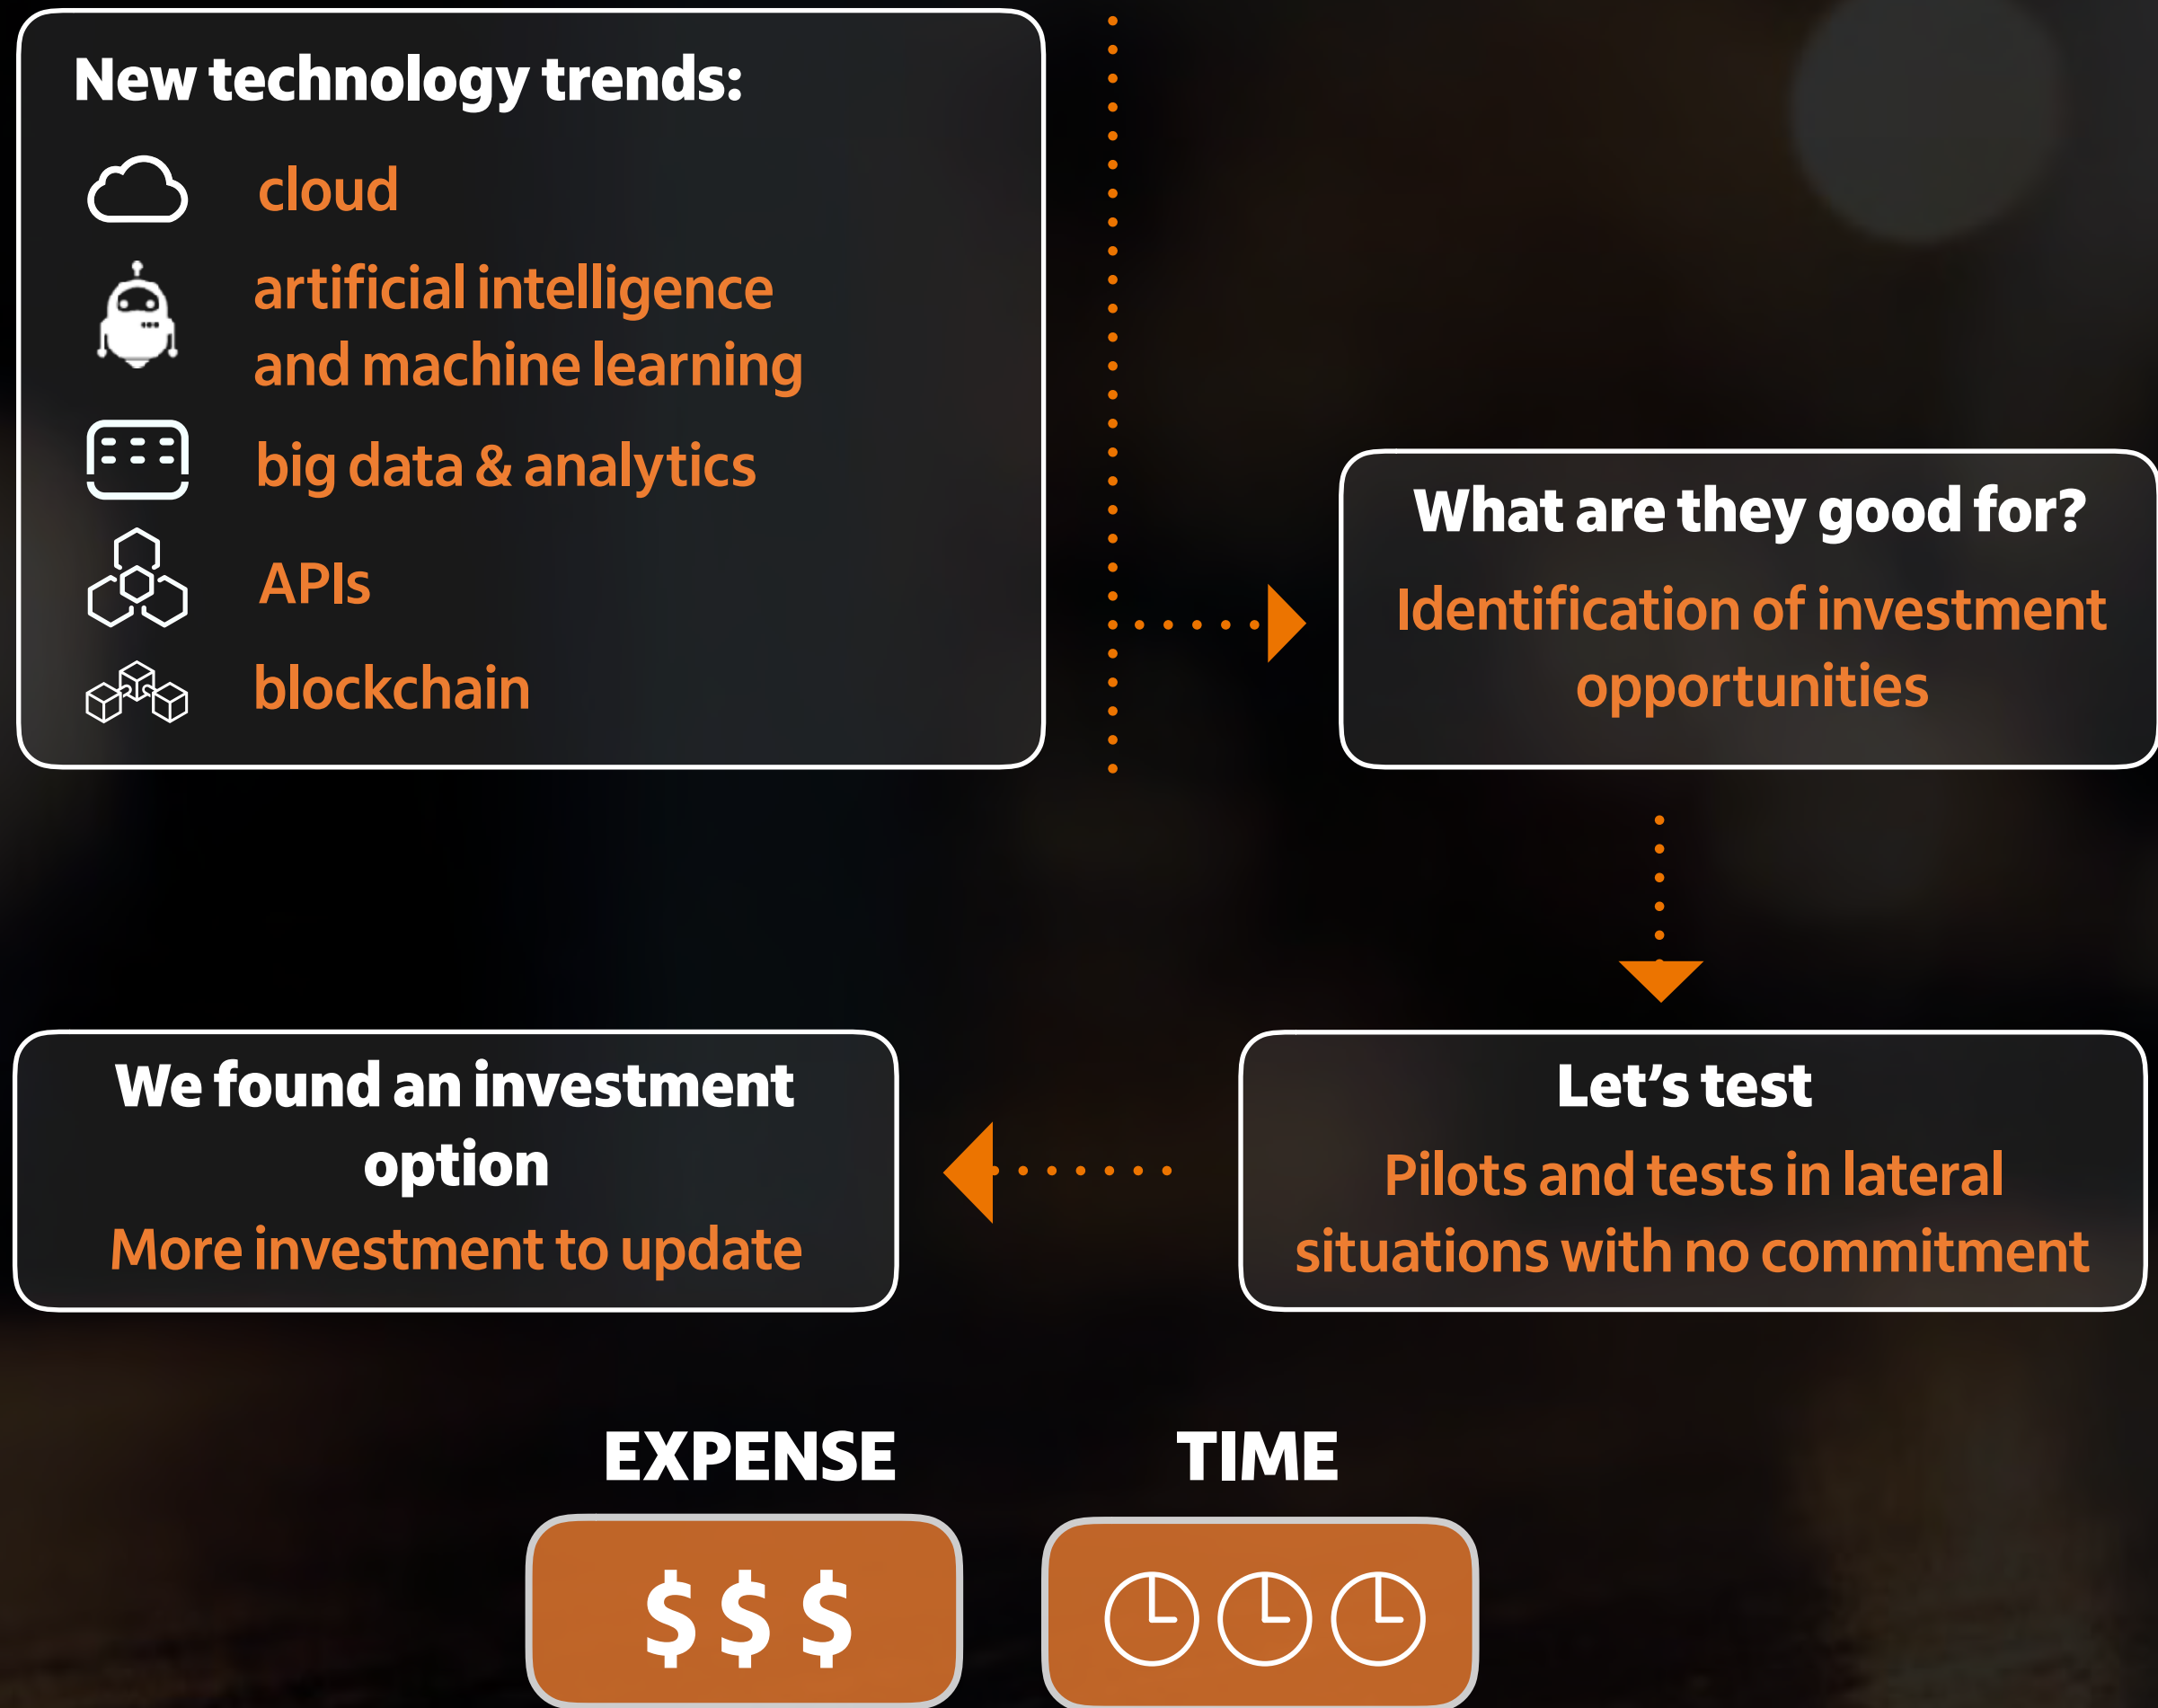 New technology trends:
cloud
artificial intelligence
and machine learning
big data & analytics
APIs
blockchain
What are they good for?
Identification of investment
opportunities
Let’s test
Pilots and tests in lateral
situations with no commitment
We found an investment
option
More investment to update
EXPENSE
$ $ $
TIME